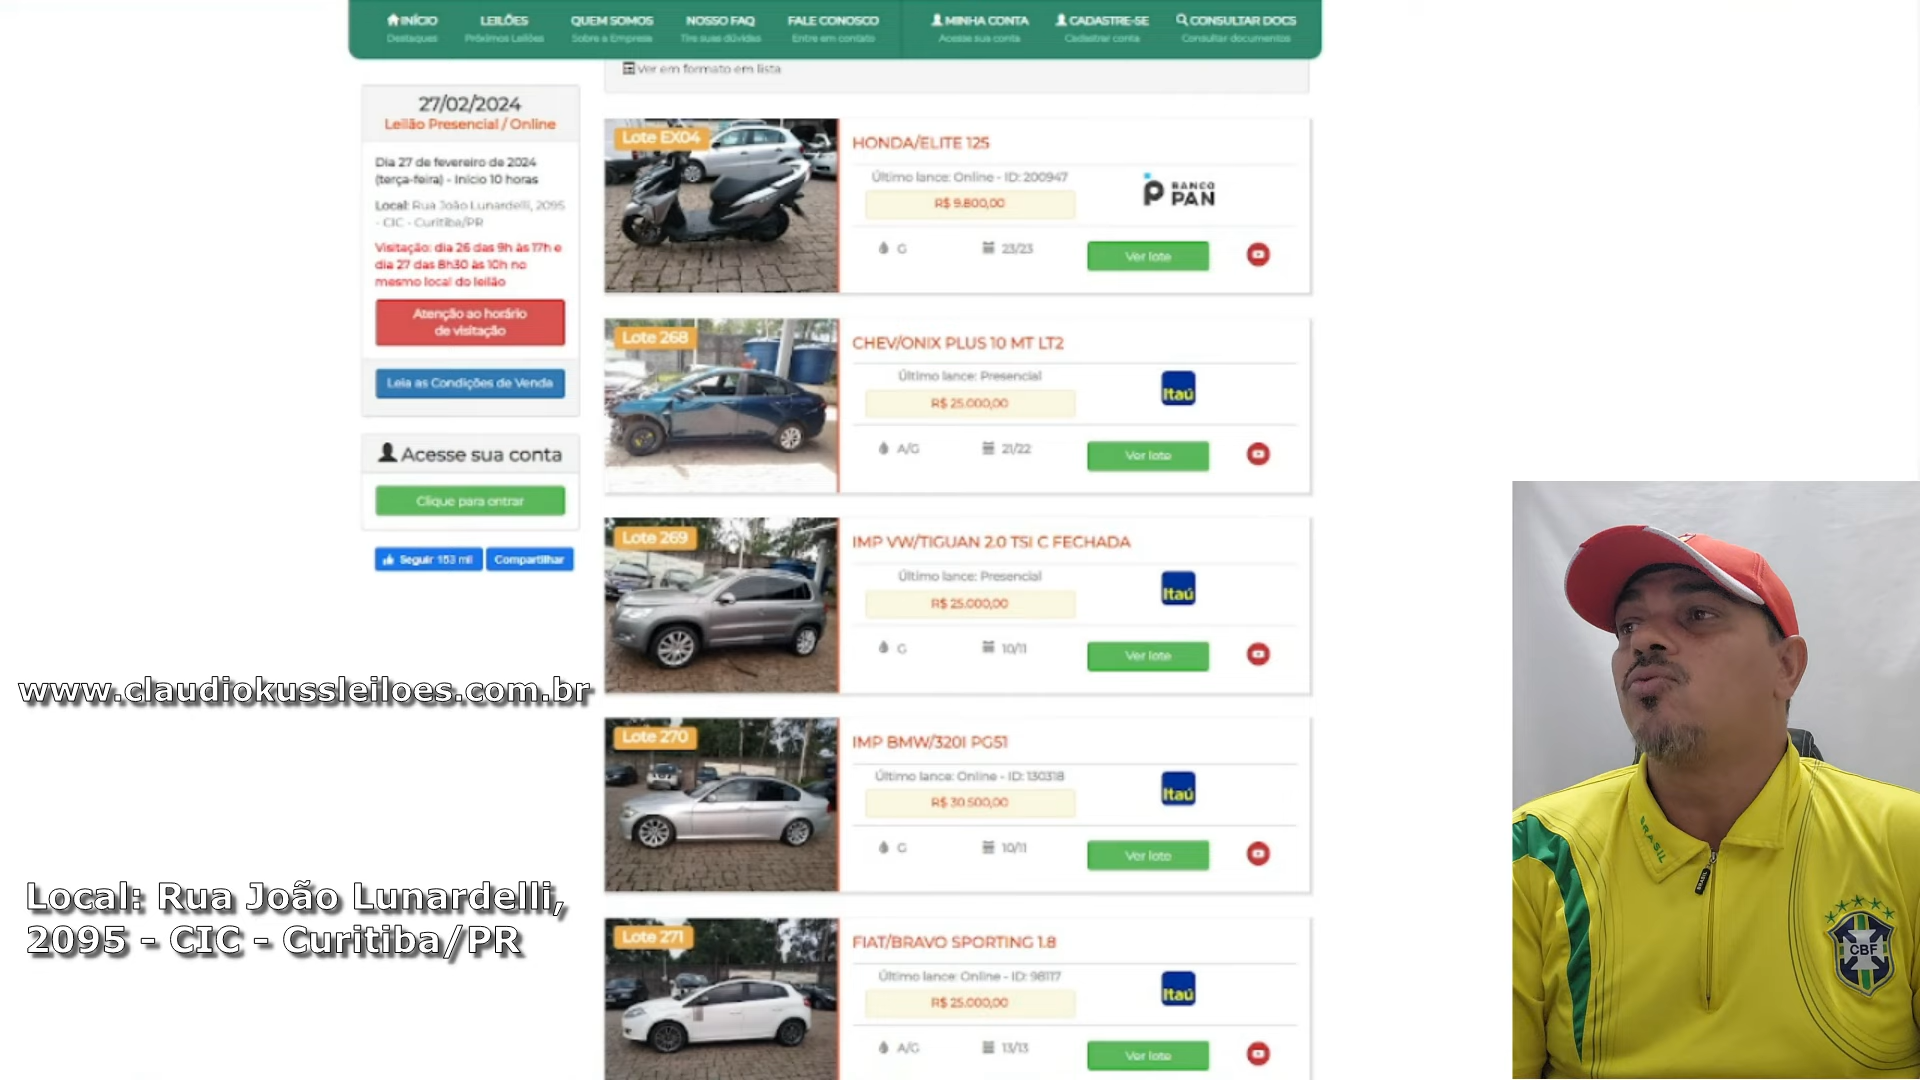 INÍCIO
Destaques
LEILÕES
Próximos Leilões
QUEM SOMOS
Sobre a Empresa
NOSSO FAQ
Tire suas dúvidas
FALE CONOSCO
Entre em contato
MINHA CONTA
Acesse sua conta
CADASTRE-SE
Cadastrar conta
CONSULTAR DOCS
Consultar documentos
27/02/2024
Leilão Presencial / Online
Dia 27 de fevereiro de 2024
(terça-feira) - Início 10 horas
Local: Rua João Lunardelli, 2095
- CIC - Curitiba/PR
Visitação: dia 26 das 9h às 17h e
dia 27 das 8h30 às 10h no
mesmo local do leilão
Atenção ao horário
de visitação
Leia as Condições de Venda
Acesse sua conta
Clique para entrar
Seguir 153 mil
Compartilhar
www.claudiokussleiloes.com.br
Local: Rua João Lunardelli,
2095 - CIC - Curitiba/PR
Ver em formato em lista
Lote EX04
HONDA/ELITE 125
Último lance: Online - ID: 200947
R$ 9.800,00
BANCO
PAN
G
23/23
Ver lote
Lote 268
CHEV/ONIX PLUS 10 MT LT2
Último lance: Presencial
R$ 25.000,00
Itaú
A/G
21/22
Ver lote
Lote 269
IMP VW/TIGUAN 2.0 TSI C FECHADA
Último lance: Presencial
R$ 25.000,00
Itaú
G
10/11
Ver lote
Lote 270
IMP BMW/320I PG51
Último lance: Online - ID: 130318
R$ 30.500,00
Itaú
G
10/11
Ver lote
Lote 271
FIAT/BRAVO SPORTING 1.8
Último lance: Online - ID: 98117
R$ 25.000,00
Itaú
A/G
13/13
Ver lote
BRASIL
BRASIL
CBF